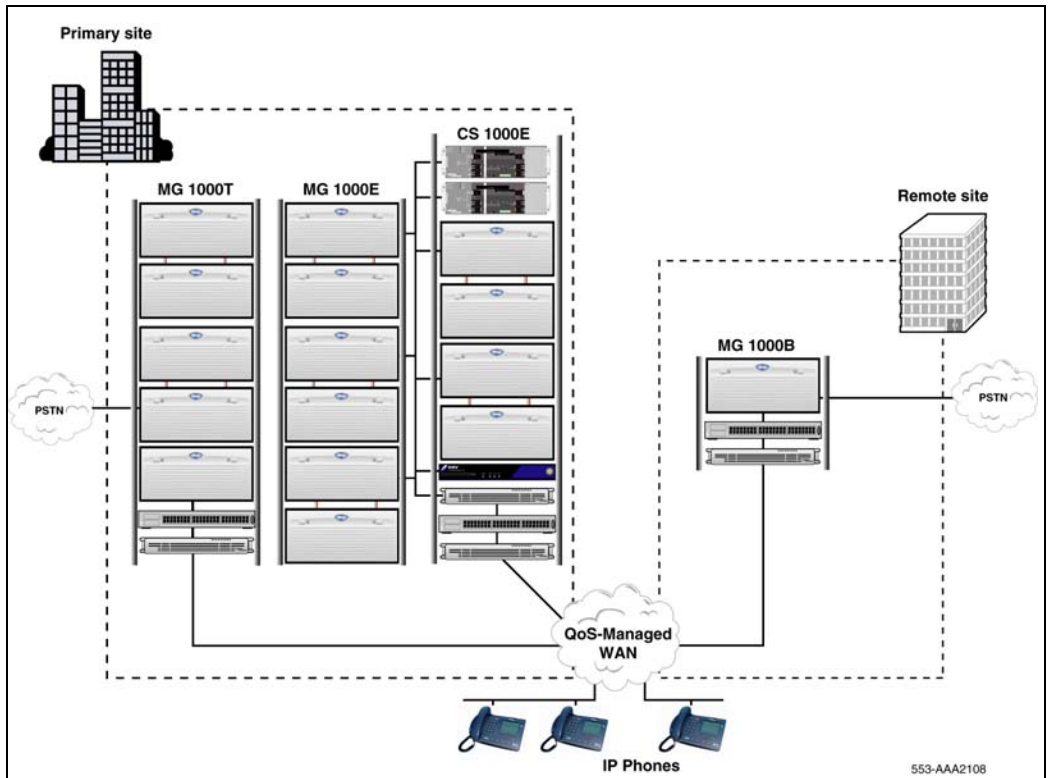 Primary site
CS 1000E
MG 1000T
MG 1000E
Remote site
MG 1000B
PSTN
PSTN
QoS-Managed
WAN
IP Phones
553-AAA2108